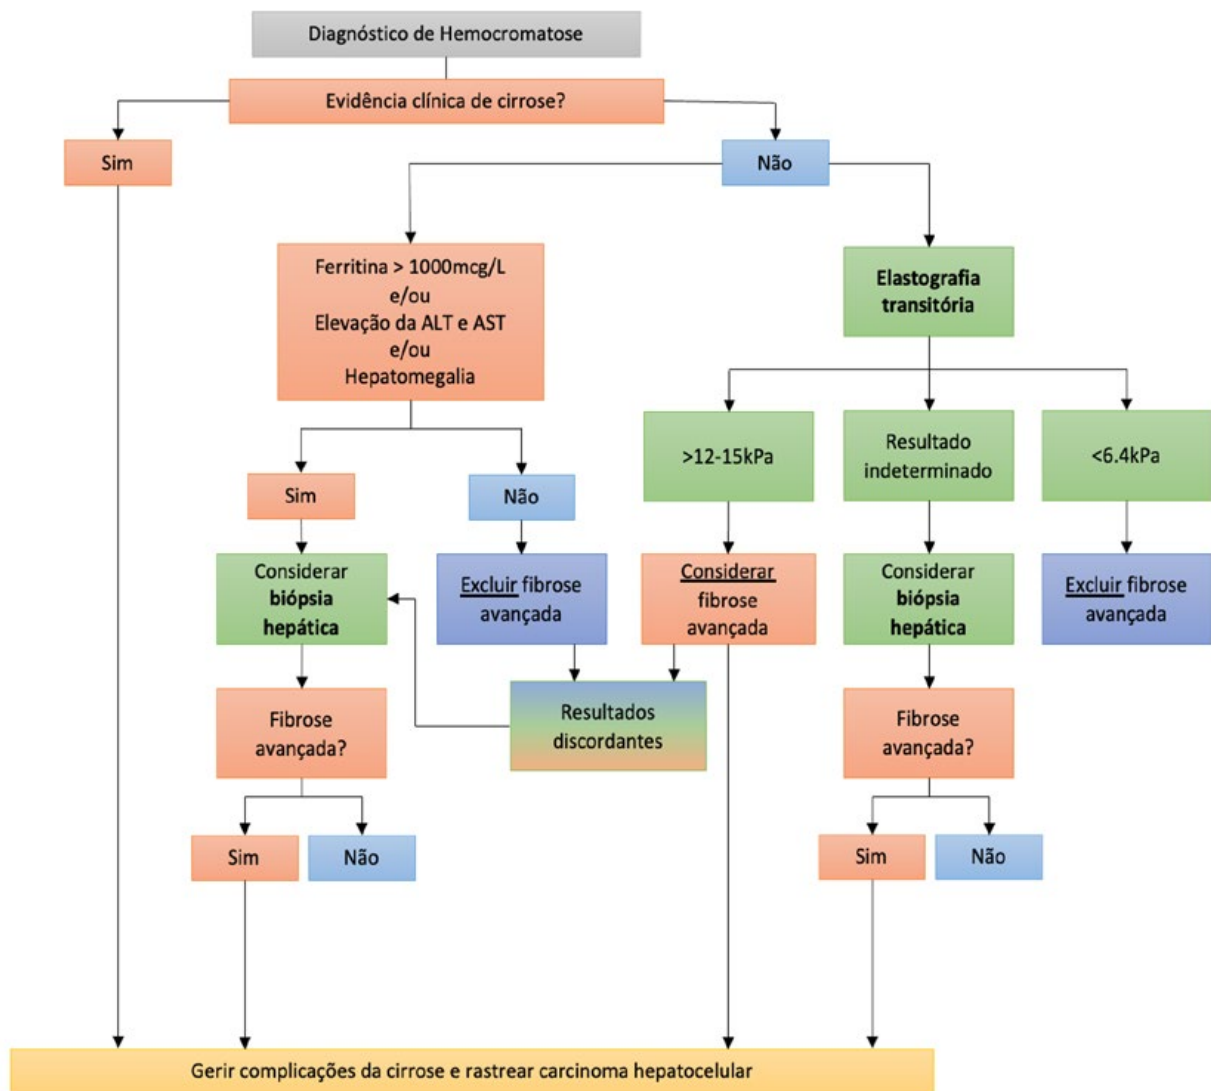 Diagnóstico de Hemocromatose
Evidência clínica de cirrose?
Sim
Não
Ferritina > 1000mcg/L
e/ou
Elevação da ALT e AST
e/ou
Hepatomegalia
Elastografia
transitória
>12-15kPa
Resultado
indeterminado
<6.4kPa
Sim
Não
Considerar
biópsia
hepática
Excluir fibrose
avançada
Considerar
fibrose
avançada
Considerar
biópsia
hepática
Excluir fibrose
avançada
Resultados
discordantes
Fibrose
avançada?
Fibrose
avançada?
Sim
Não
Sim
Não
Gerir complicações da cirrose e rastrear carcinoma hepatocelular